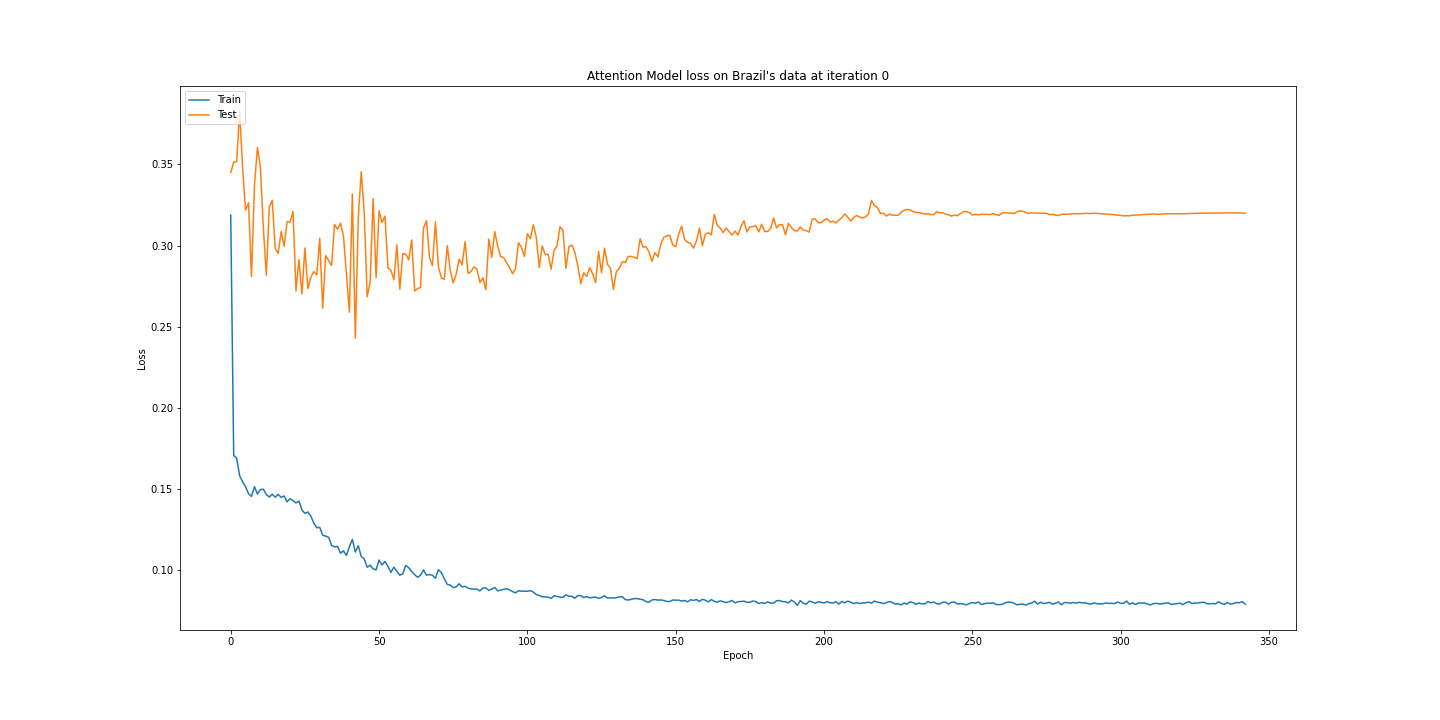 Attention Model loss on Brazil's data at iteration 0
Train
Test
0.35
0.30
0.25
0.20
0.15
0.10
Loss
0 50 100 150 200 250 300 350
Epoch